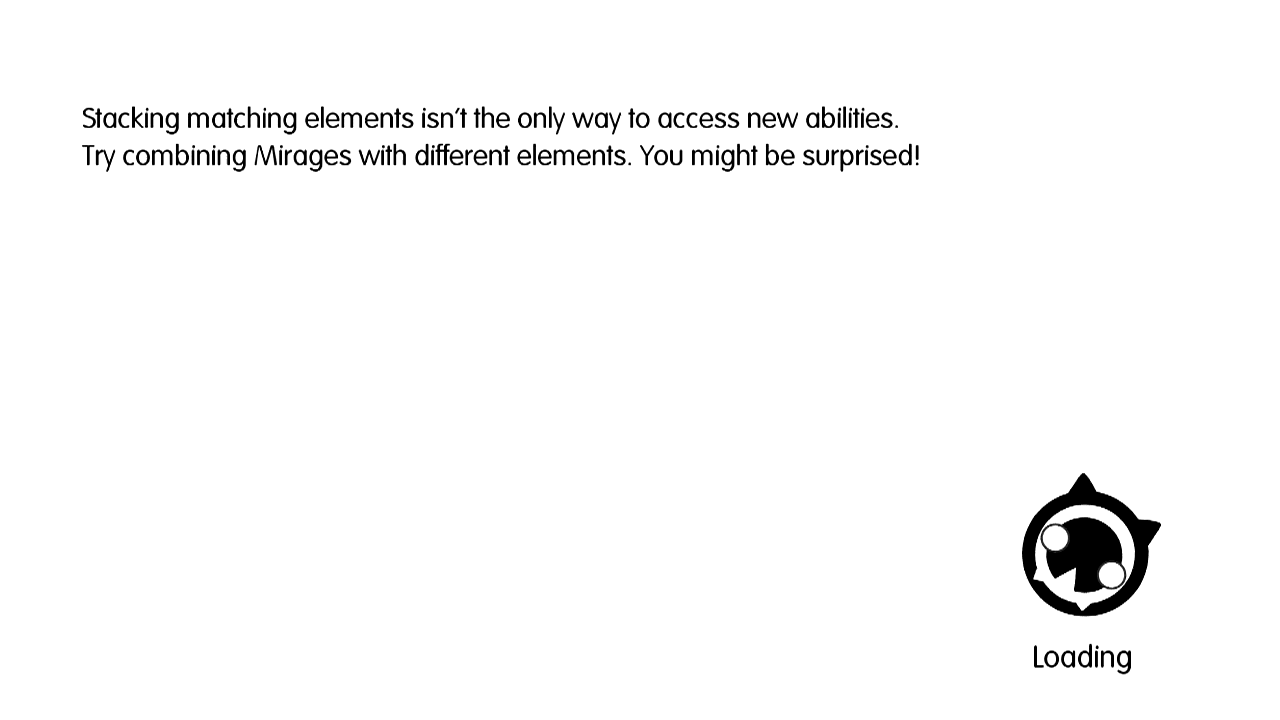 Stacking matching elements isn't the only way to access new abilities.
Try combining Mirages with different elements. You might be surprised!
Loading